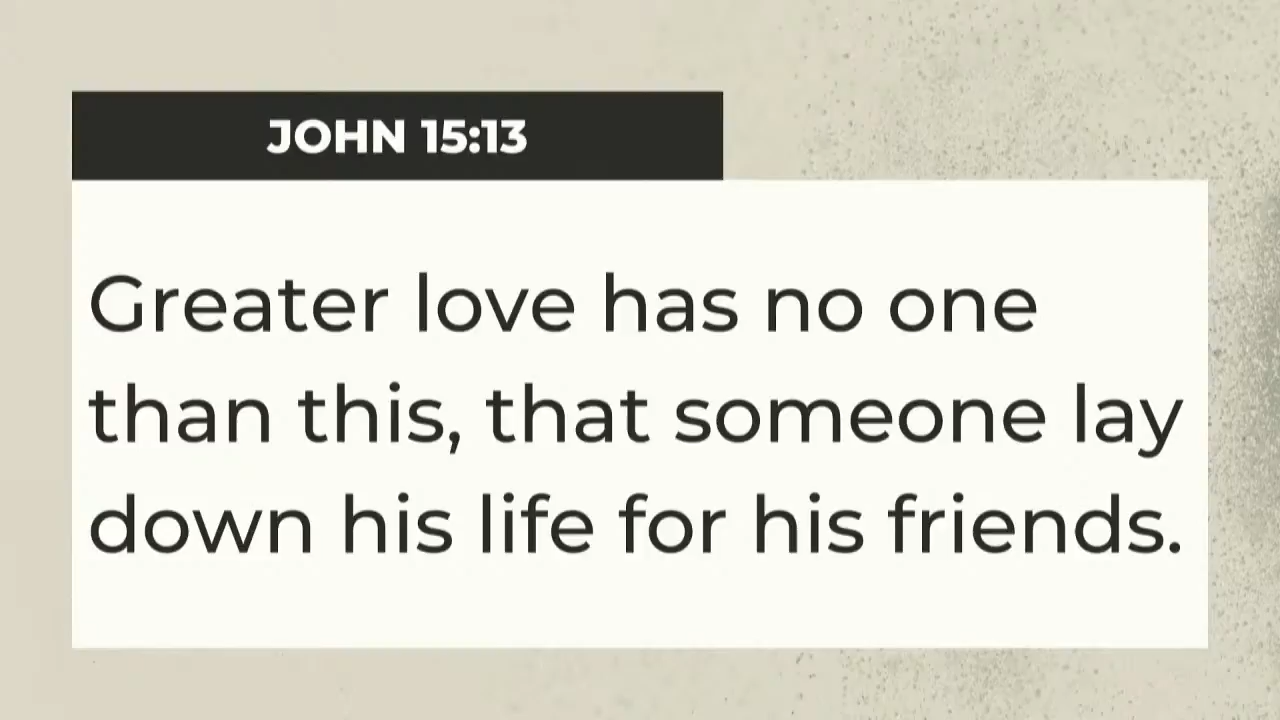 JOHN 15:13
Greater love has no one
than this, that someone lay
down his life for his friends.